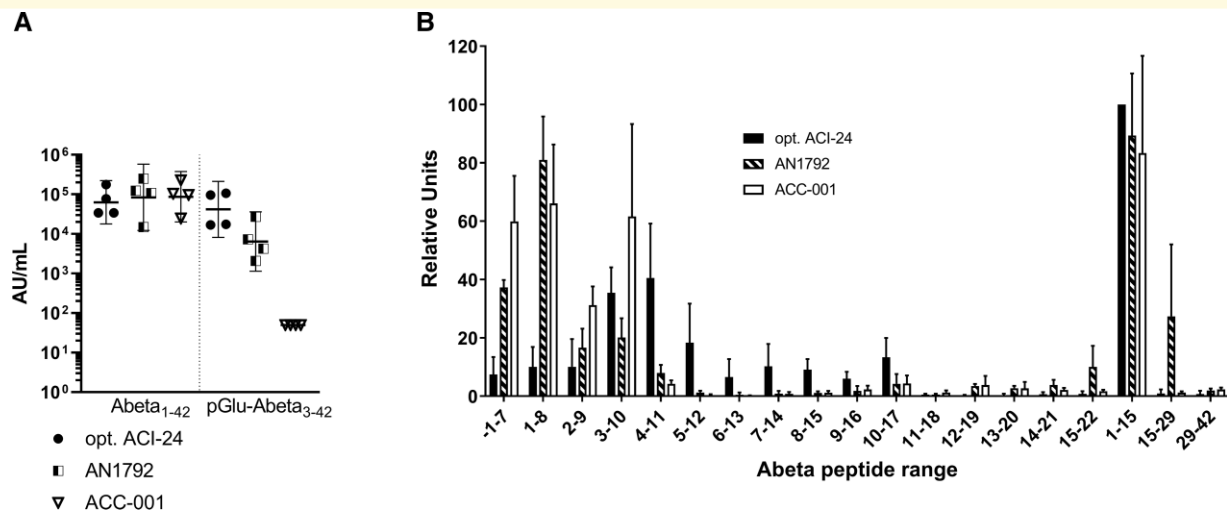 A
AU/mL
10⁶
10⁵
10⁴
10³
10²
10¹
10⁰
Abeta₁₋₄₂
pGlu-Abeta₃₋₄₂
opt. ACI-24
AN1792
ACC-001
B
Relative Units
120
100
80
60
40
20
0
opt. ACI-24
AN1792
ACC-001
-1-7
1-8
2-9
3-10
4-11
5-12
6-13
7-14
8-15
9-16
10-17
11-18
12-19
13-20
14-21
15-22
1-15
15-29
29-42
Abeta peptide range